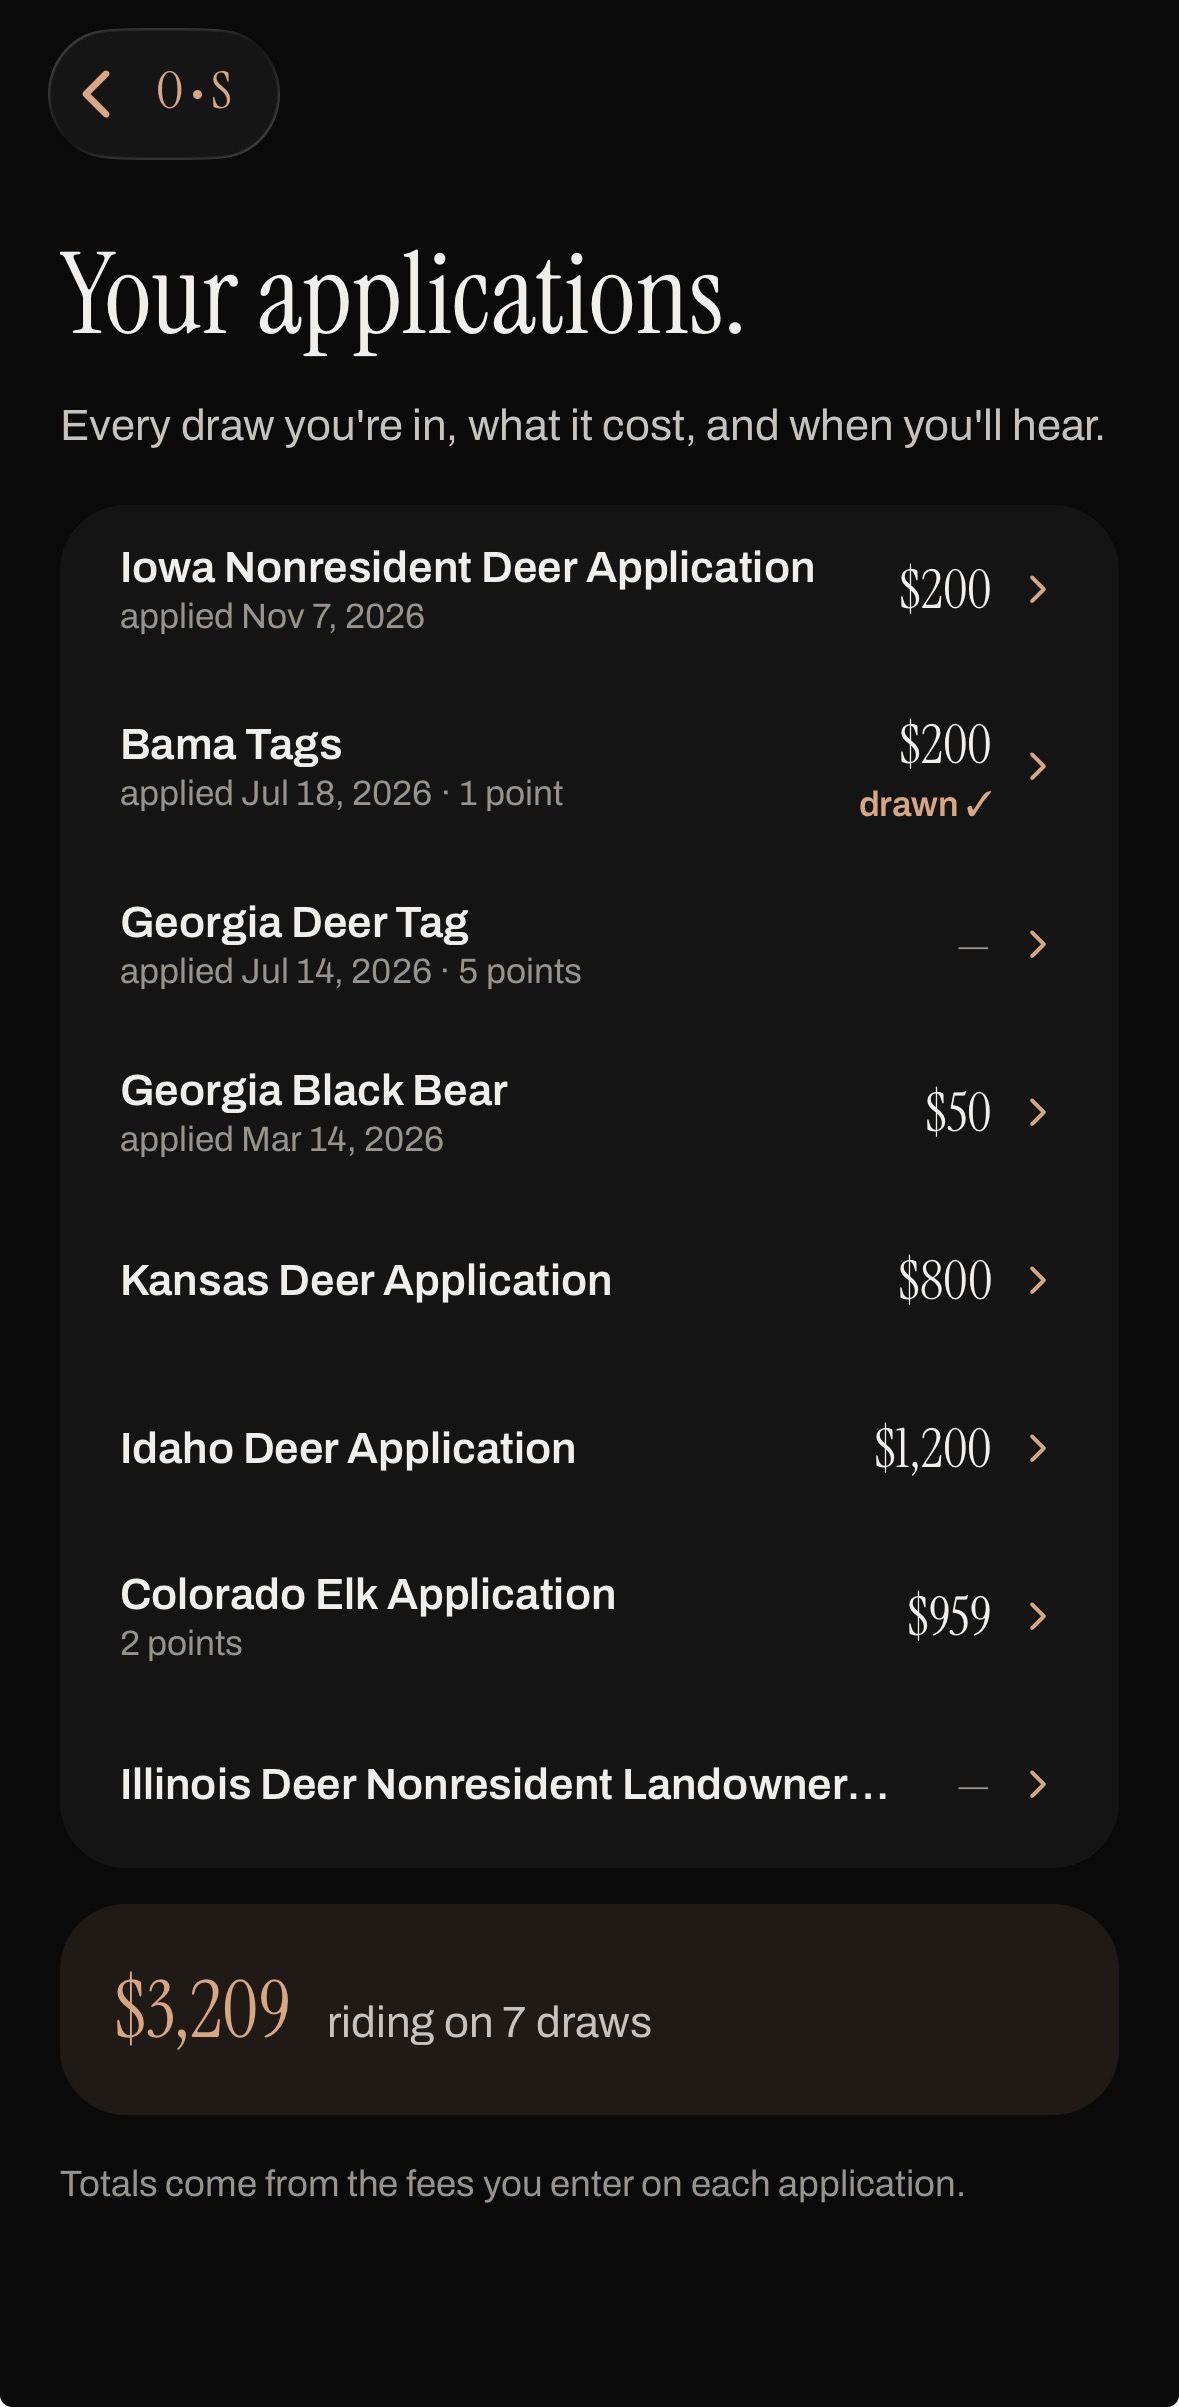 O·S
Your applications.
Every draw you're in, what it cost, and when you'll hear.
Iowa Nonresident Deer Application
applied Nov 7, 2026
$200
Bama Tags
applied Jul 18, 2026 · 1 point
$200
drawn ✓
Georgia Deer Tag
applied Jul 14, 2026 · 5 points
—
Georgia Black Bear
applied Mar 14, 2026
$50
Kansas Deer Application
$800
Idaho Deer Application
$1,200
Colorado Elk Application
2 points
$959
Illinois Deer Nonresident Landowner...
—
$3,209 riding on 7 draws
Totals come from the fees you enter on each application.